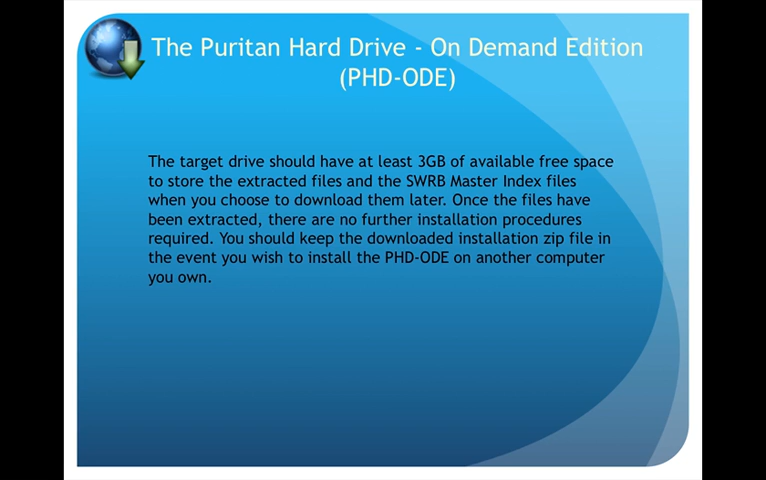 The Puritan Hard Drive - On Demand Edition
(PHD-ODE)
The target drive should have at least 3GB of available free space
to store the extracted files and the SWRB Master Index files
when you choose to download them later. Once the files have
been extracted, there are no further installation procedures
required. You should keep the downloaded installation zip file in
the event you wish to install the PHD-ODE on another computer
you own.